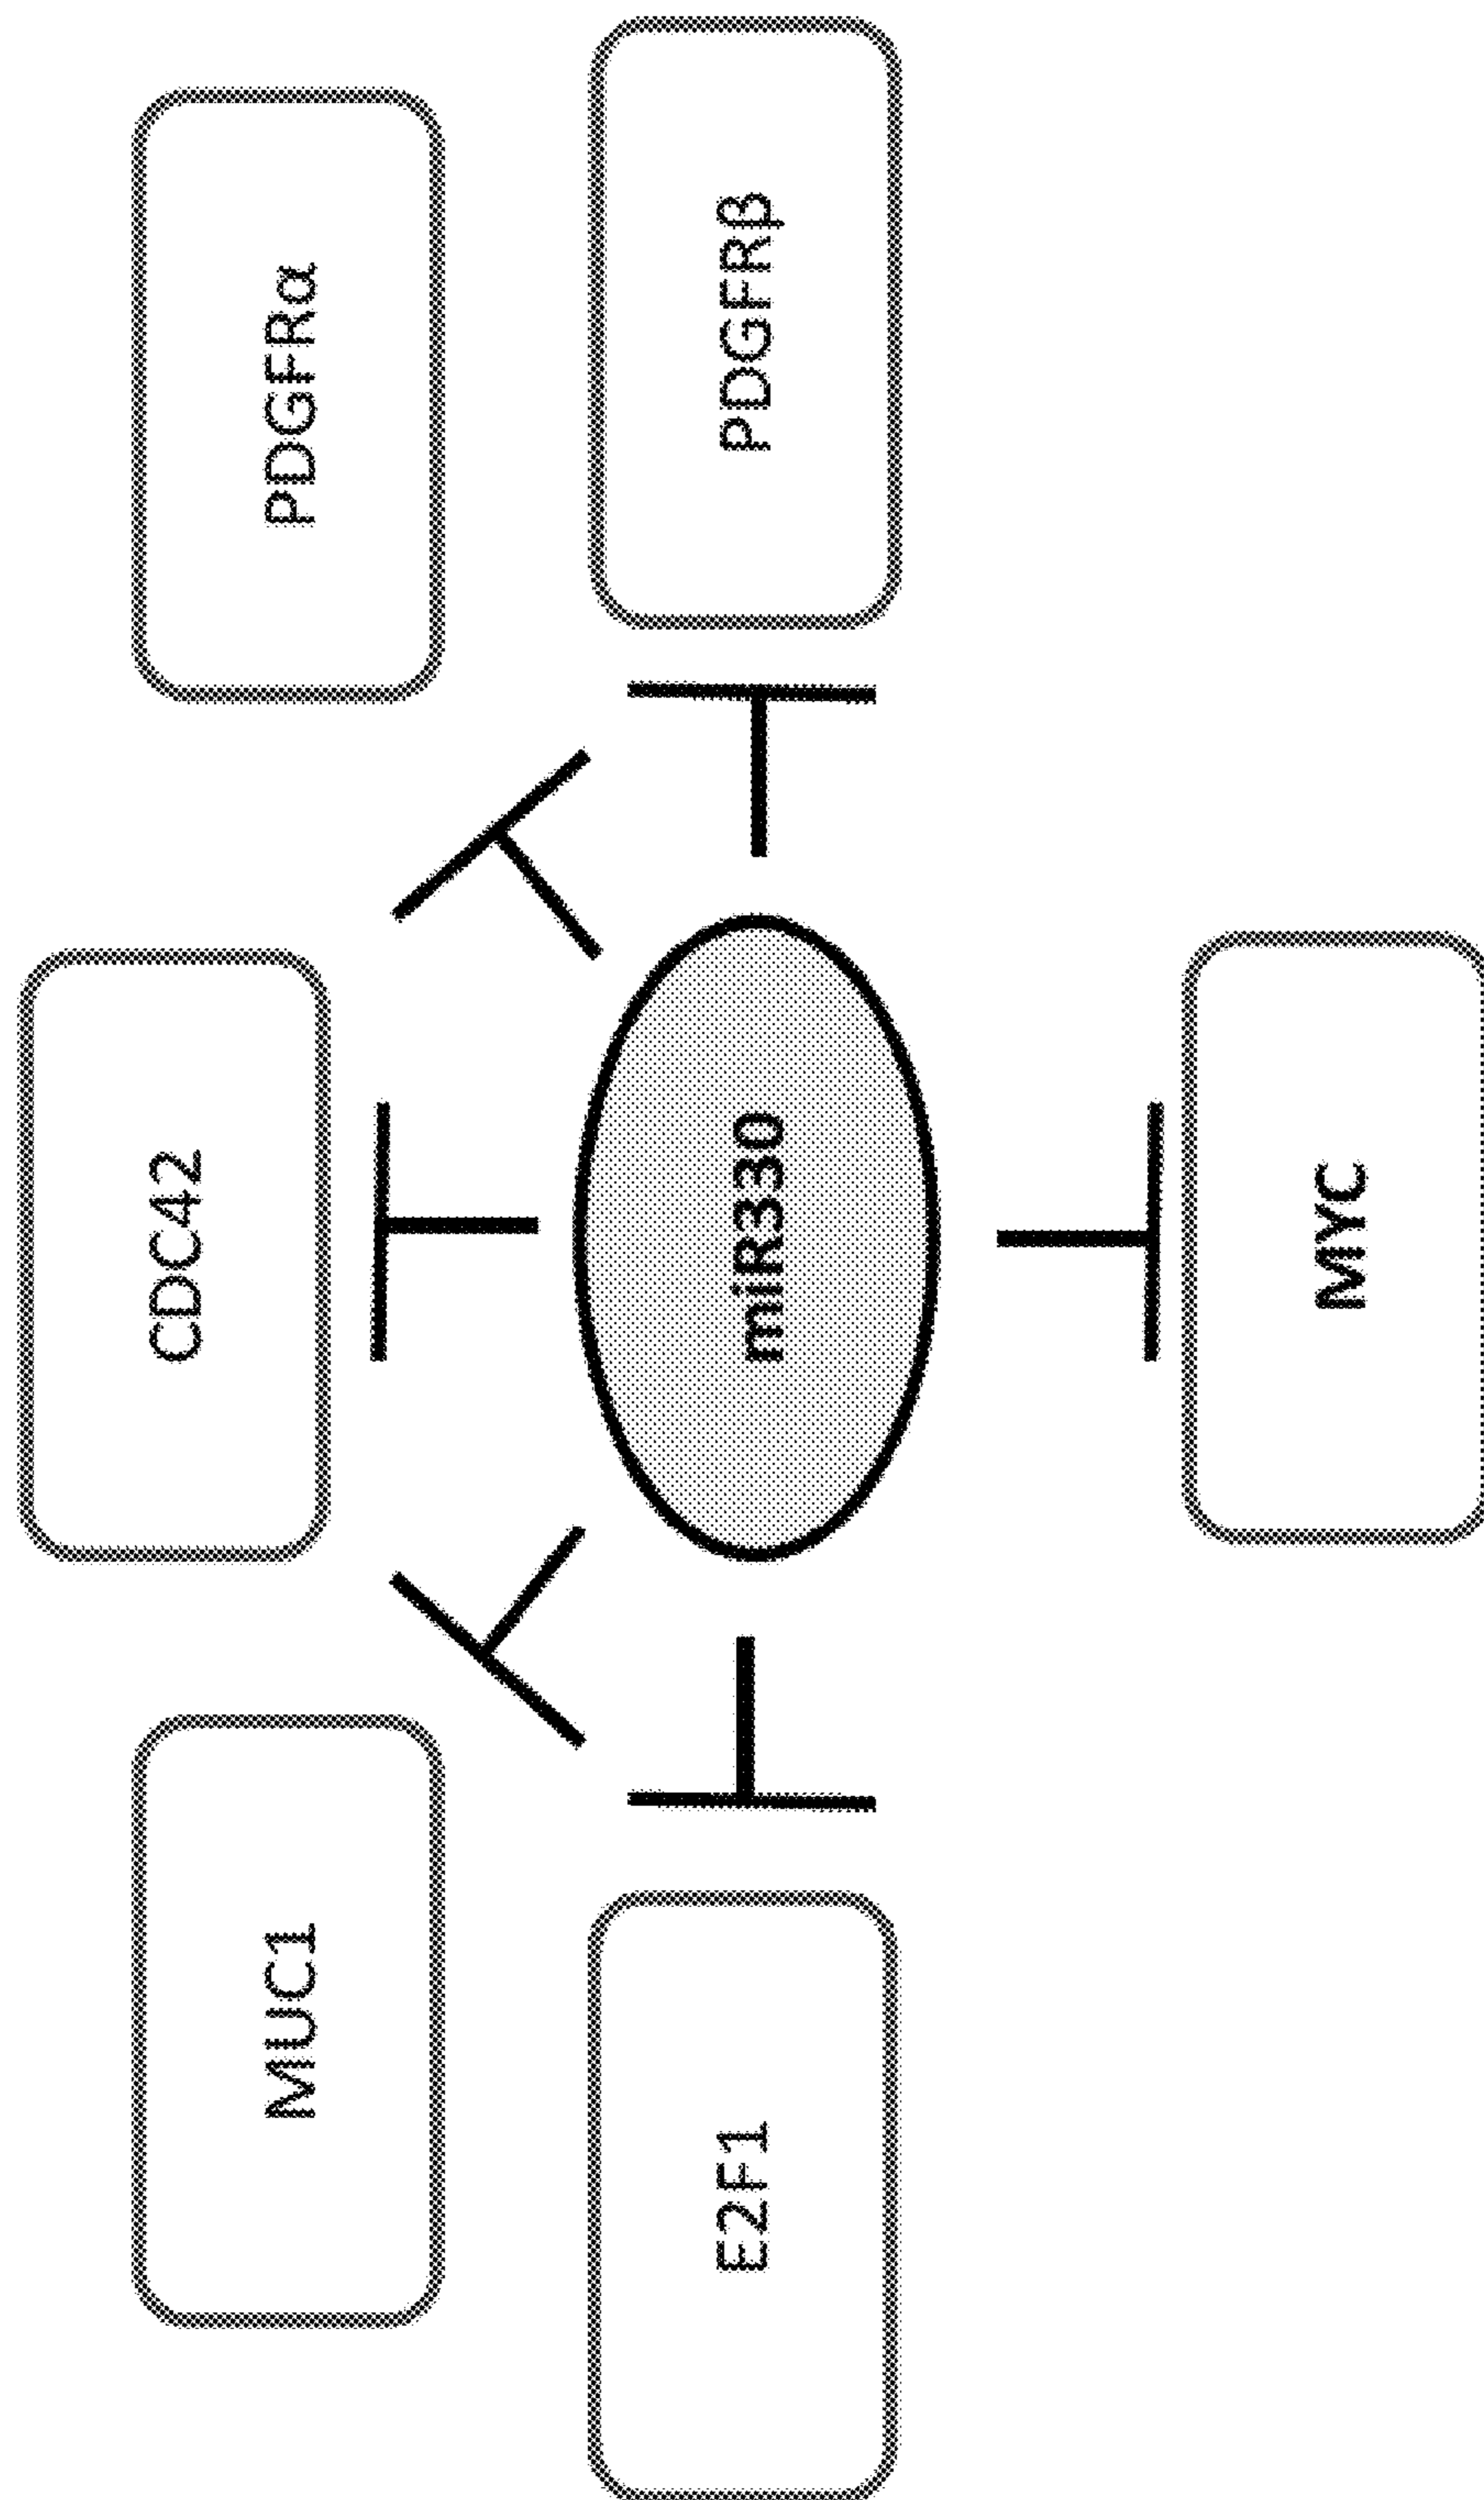 CDC42
MUC1
PDGFRα
E2F1
miR330
PDGFRβ
MYC